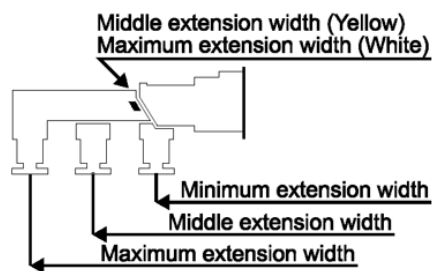 Middle extension width (Yellow)
Maximum extension width (White)
Minimum extension width
Middle extension width
Maximum extension width